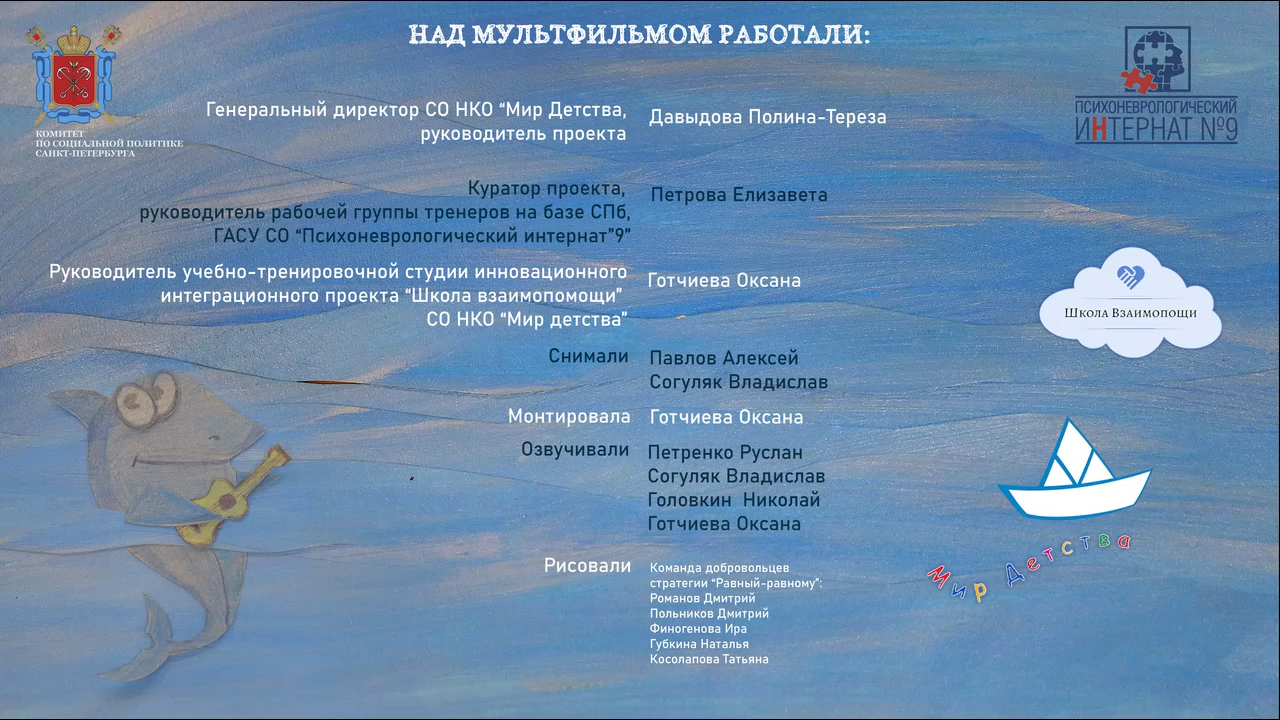 НАД МУЛЬТФИЛЬМОМ РАБОТАЛИ:
КОМИТЕТ
ПО СОЦИАЛЬНОЙ ПОЛИТИКЕ
САНКТ-ПЕТЕРБУРГА
ПСИХОНЕВРОЛОГИЧЕСКИЙ
ИНТЕРНАТ №9
Генеральный директор СО НКО “Мир Детства,
руководитель проекта
Давыдова Полина-Тереза
Куратор проекта,
руководитель рабочей группы тренеров на базе СПб,
ГАСУ СО “Психоневрологический интернат”9”
Петрова Елизавета
Руководитель учебно-тренировочной студии инновационного
интеграционного проекта “Школа взаимопомощи”
СО НКО “Мир детства”
Готчиева Оксана
Школа Взаимопощи
Снимали
Павлов Алексей
Согуляк Владислав
Монтировала
Готчиева Оксана
Озвучивали
Петренко Руслан
Согуляк Владислав
Головкин Николай
Готчиева Оксана
Мир Детства
Рисовали
Команда добровольцев
стратегии “Равный-равному”:
Романов Дмитрий
Польников Дмитрий
Финогенова Ира
Губкина Наталья
Косолапова Татьяна